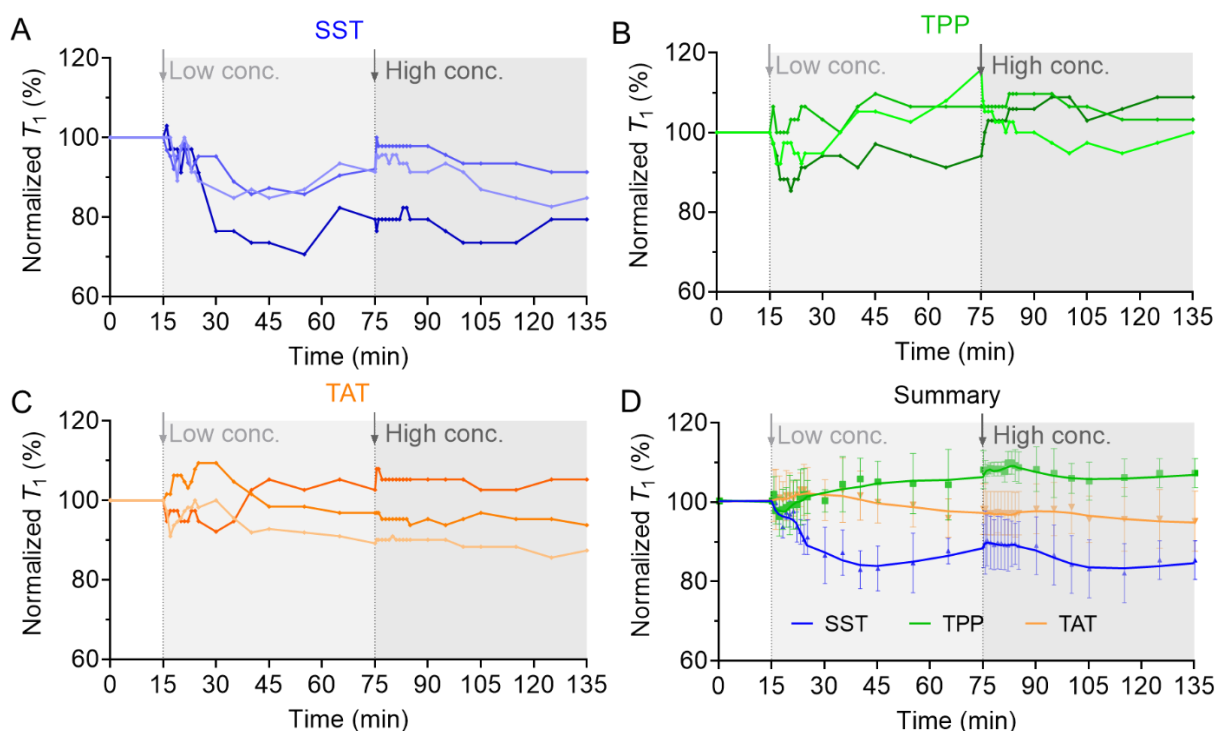 A
SST
Normalized T1 (%)
120
100
80
60
Low conc.
High conc.
0 15 30 45 60 75 90 105 120 135
Time (min)
B
TPP
Normalized T1 (%)
120
100
80
60
Low conc.
High conc.
0 15 30 45 60 75 90 105 120 135
Time (min)
C
TAT
Normalized T1 (%)
120
100
80
60
Low conc.
High conc.
0 15 30 45 60 75 90 105 120 135
Time (min)
D
Summary
Normalized T1 (%)
120
100
80
60
Low conc.
High conc.
SST TPP TAT
0 15 30 45 60 75 90 105 120 135
Time (min)